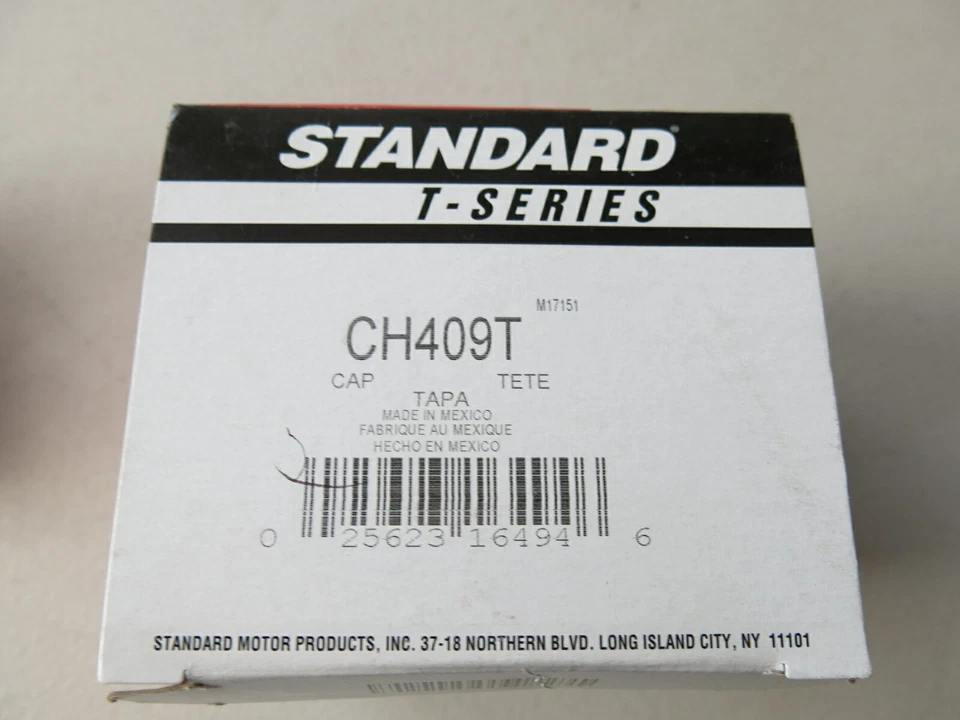 STANDARD®
T-SERIES
M17151
CH409T
CAP TETE
TAPA
MADE IN MEXICO
FABRIQUE AU MEXIQUE
HECHO EN MEXICO
0 25623 16494 6
STANDARD MOTOR PRODUCTS, INC. 37-18 NORTHERN BLVD. LONG ISLAND CITY, NY 11101